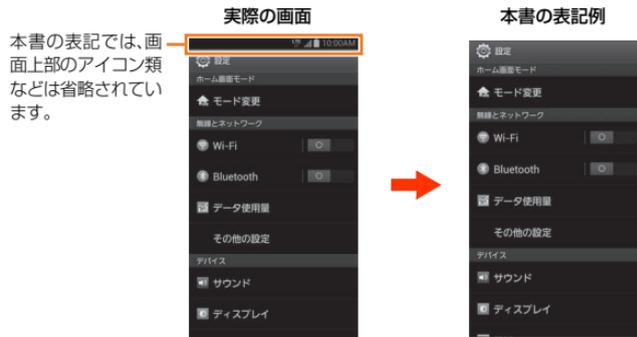 実際の画面
本書の表記例
本書の表記では、画
面上部のアイコン類
などは省略されてい
ます。
10:00AM
設定
ホーム画面モード
モード変更
無線とネットワーク
Wi-Fi
Bluetooth
データ使用量
その他の設定
デバイス
サウンド
ディスプレイ
設定
ホーム画面モード
モード変更
無線とネットワーク
Wi-Fi
Bluetooth
データ使用量
その他の設定
デバイス
サウンド
ディスプレイ